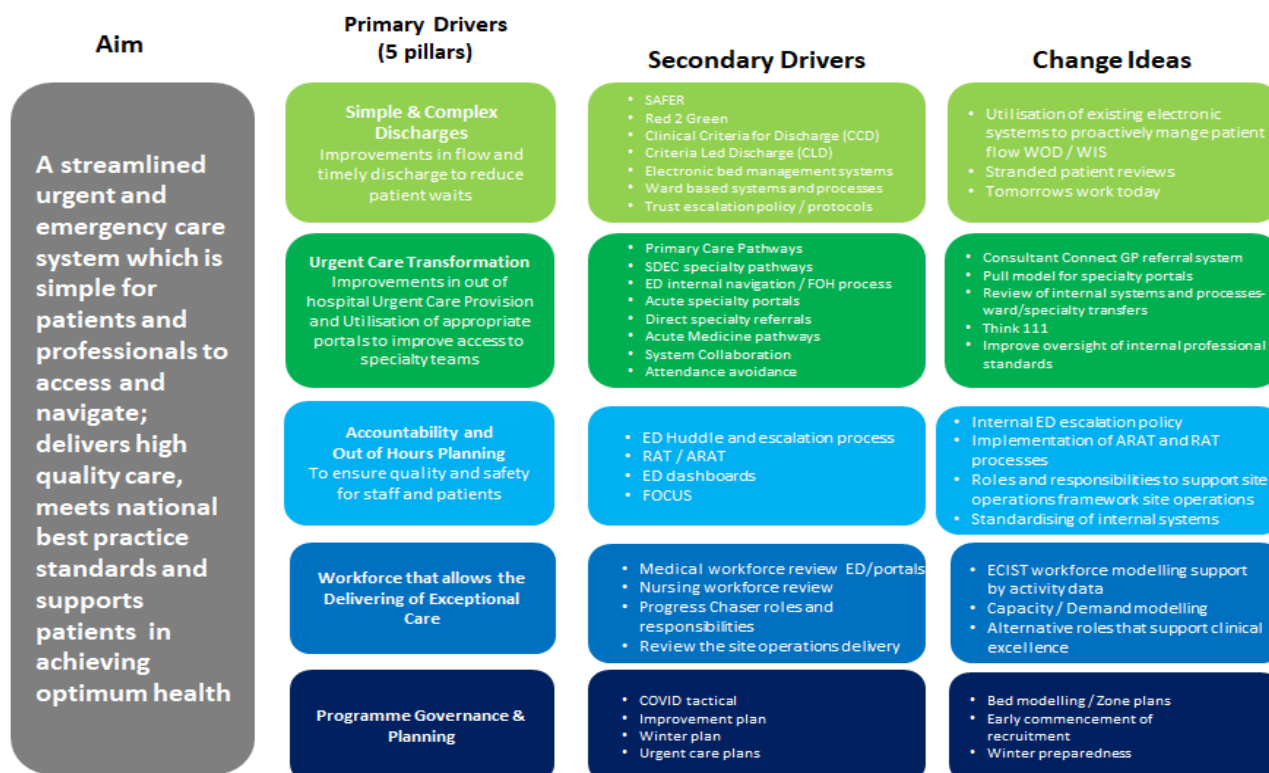 Aim
Primary Drivers
(5 pillars)
Secondary Drivers
Change Ideas
A streamlined
urgent and
emergency care
system which is
simple for
patients and
professionals to
access and
navigate;
delivers high
quality care,
meets national
best practice
standards and
supports
patients in
achieving
optimum health
Simple & Complex
Discharges
Improvements in flow and
timely discharge to reduce
patient waits
• SAFER
• Red 2 Green
• Clinical Criteria for Discharge (CCD)
• Criteria Led Discharge (CLD)
• Electronic bed management systems
• Ward based systems and processes
• Trust escalation policy / protocols
• Utilisation of existing electronic
systems to proactively mange patient
flow WOD / WIS
• Stranded patient reviews
• Tomorrows work today
Urgent Care Transformation
Improvements in out of
hospital Urgent Care Provision
and Utilisation of appropriate
portals to improve access to
specialty teams
• Primary Care Pathways
• SDEC specialty pathways
• ED internal navigation / FOH process
• Acute specialty portals
• Direct specialty referrals
• Acute Medicine pathways
• System Collaboration
• Attendance avoidance
• Consultant Connect GP referral system
• Pull model for specialty portals
• Review of internal systems and processes-
ward/specialty transfers
• Think 111
• Improve oversight of internal professional
standards
Accountability and
Out of Hours Planning
To ensure quality and safety
for staff and patients
• ED Huddle and escalation process
• RAT / ARAT
• ED dashboards
• FOCUS
• Internal ED escalation policy
• Implementation of ARAT and RAT
processes
• Roles and responsibilities to support site
operations framework site operations
• Standardising of internal systems
Workforce that allows the
Delivering of Exceptional
Care
• Medical workforce review ED/portals
• Nursing workforce review
• Progress Chaser roles and
responsibilities
• Review the site operations delivery
• ECIST workforce modelling support
by activity data
• Capacity / Demand modelling
• Alternative roles that support clinical
excellence
Programme Governance &
Planning
• COVID tactical
• Improvement plan
• Winter plan
• Urgent care plans
• Bed modelling / Zone plans
• Early commencement of
recruitment
• Winter preparedness